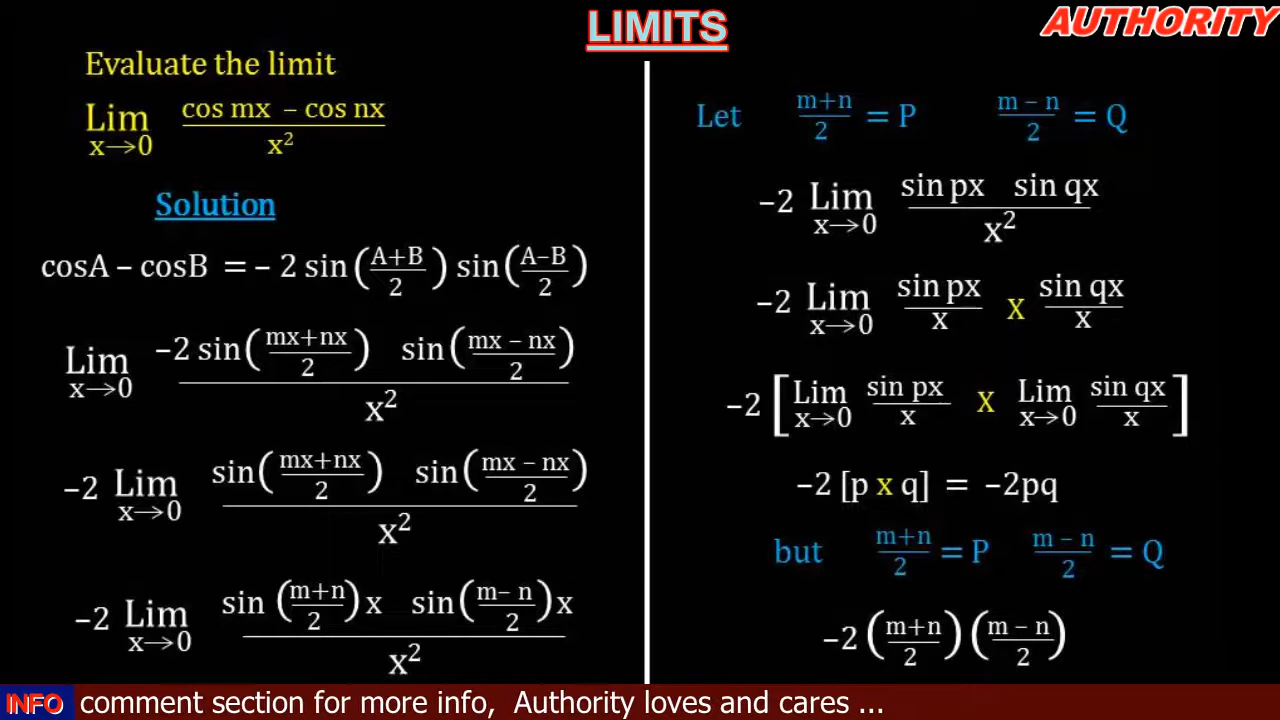 LIMITS
AUTHORITY
Evaluate the limit
Lim x→0 (cos mx – cos nx)/x²
Solution
cosA – cosB = – 2 sin((A+B)/2) sin((A–B)/2)
Lim x→0 (–2 sin((mx+nx)/2) sin((mx – nx)/2))/x²
–2 Lim x→0 (sin((mx+nx)/2) sin((mx – nx)/2))/x²
–2 Lim x→0 (sin((m+n)/2)x sin((m– n)/2)x)/x²
Let (m+n)/2 = P (m – n)/2 = Q
–2 Lim x→0 (sin px sin qx)/x²
–2 Lim x→0 (sin px)/x x (sin qx)/x
–2 [Lim x→0 (sin px)/x x Lim x→0 (sin qx)/x]
–2 [p x q] = –2pq
but (m+n)/2 = P (m – n)/2 = Q
–2 ((m+n)/2) ((m – n)/2)
INFO comment section for more info, Authority loves and cares ...